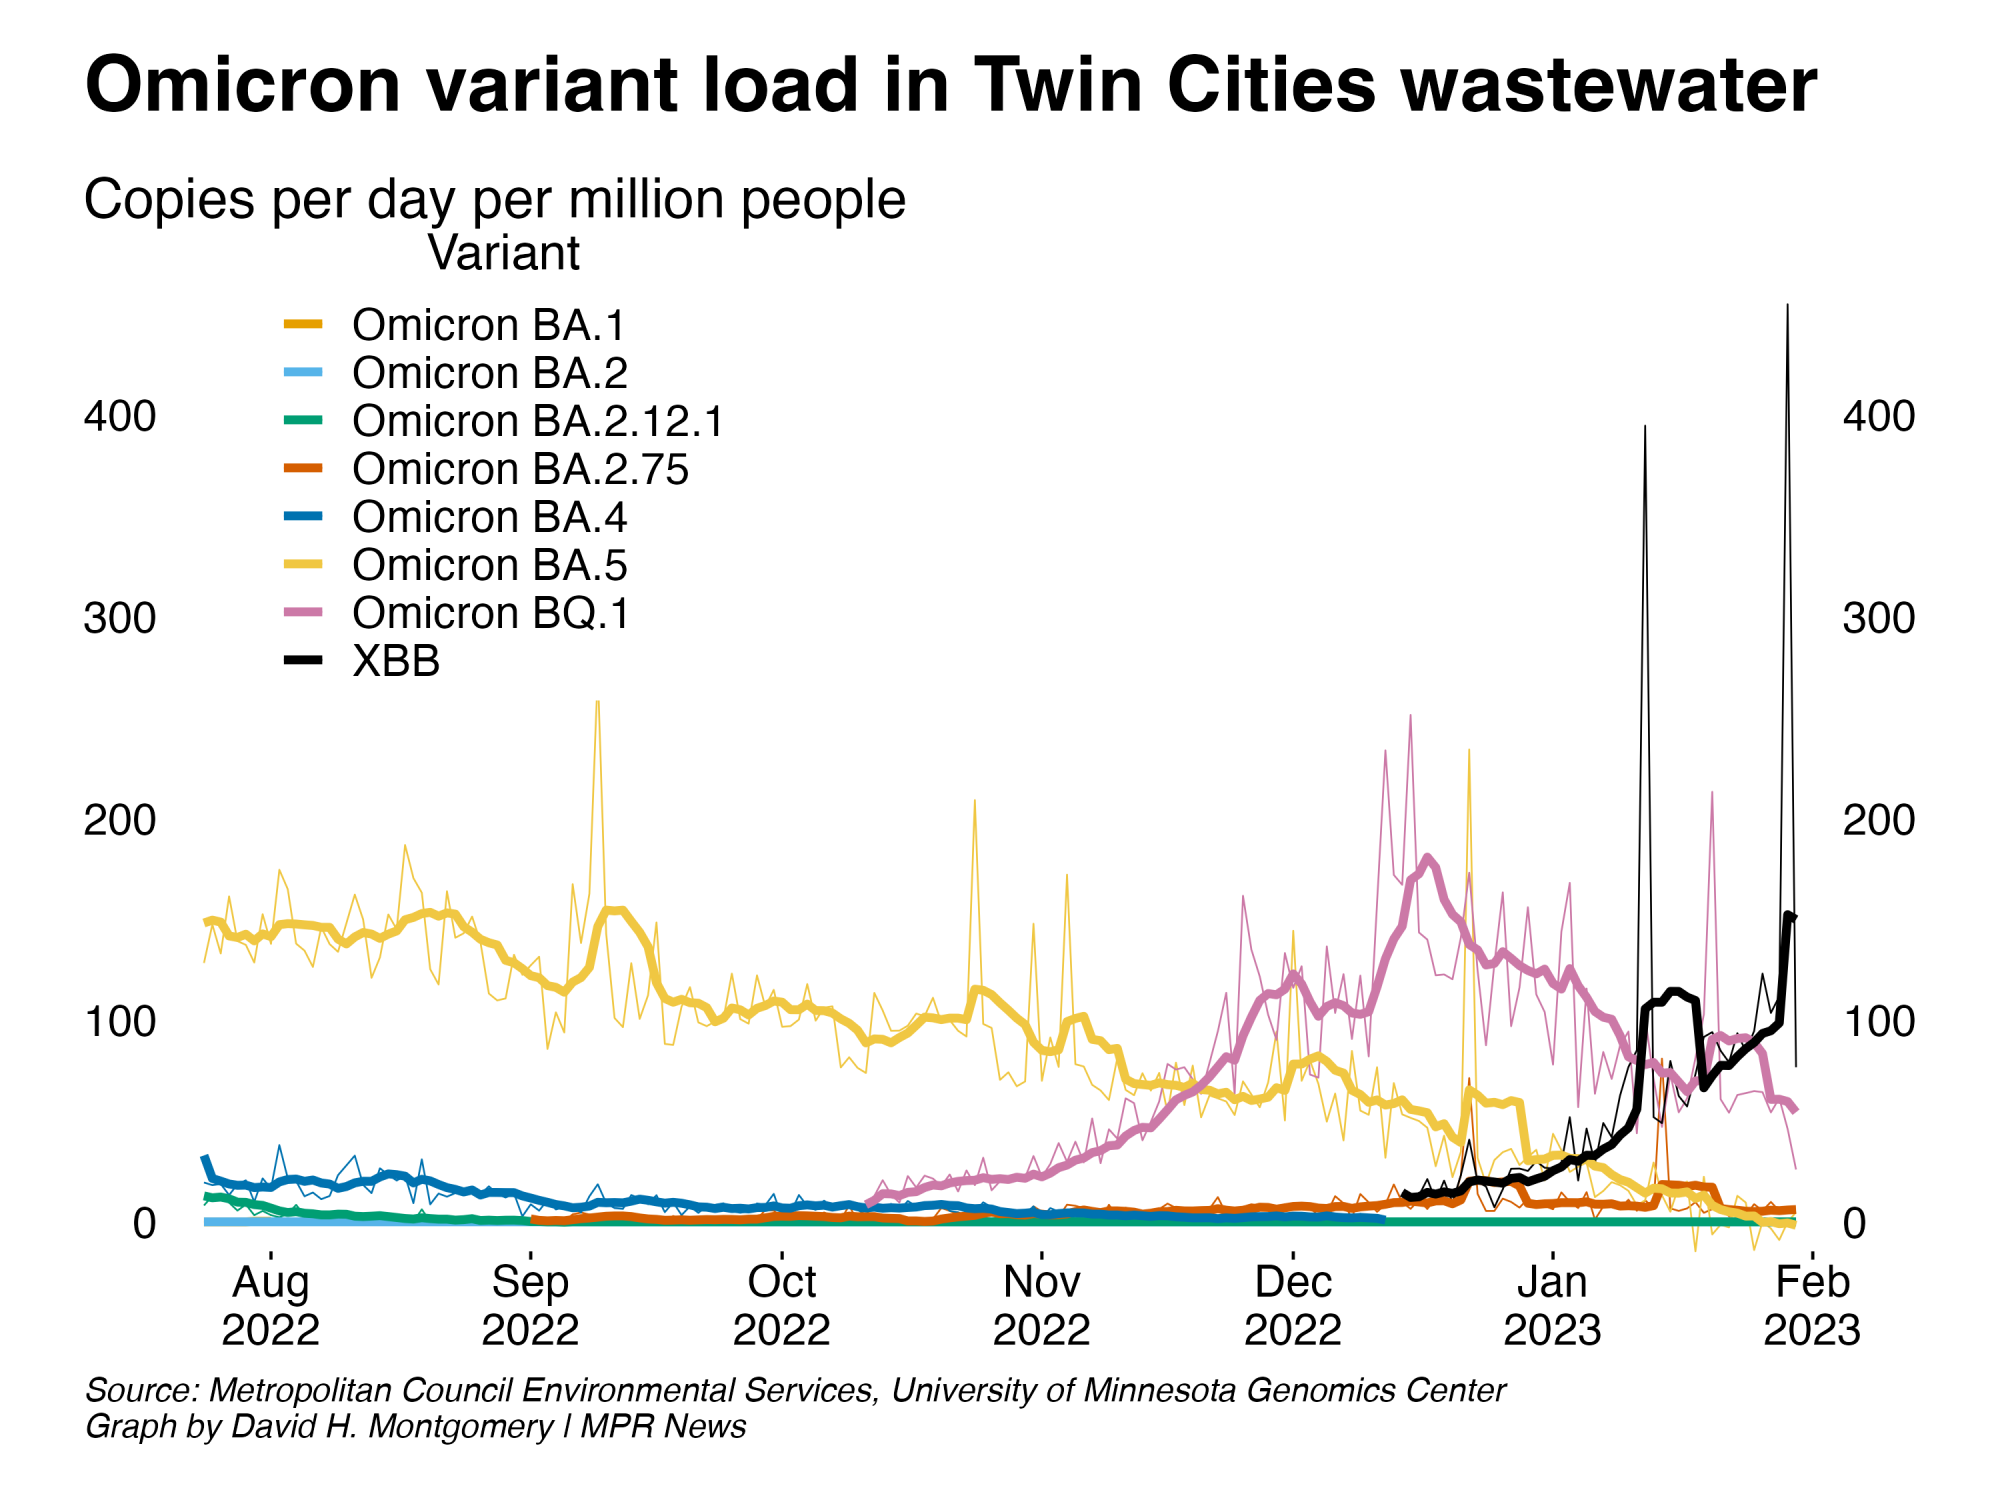 Omicron variant load in Twin Cities wastewater
Copies per day per million people
Variant
Omicron BA.1
Omicron BA.2
Omicron BA.2.12.1
Omicron BA.2.75
Omicron BA.4
Omicron BA.5
Omicron BQ.1
XBB
400 400
300 300
200 200
100 100
0 0
Aug Sep Oct Nov Dec Jan Feb
2022 2022 2022 2022 2022 2023 2023
Source: Metropolitan Council Environmental Services, University of Minnesota Genomics Center
Graph by David H. Montgomery | MPR News